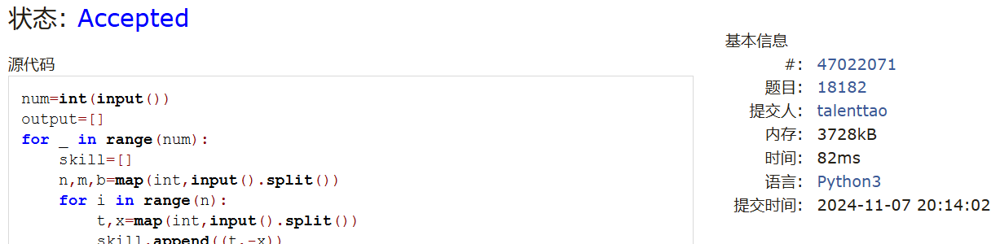 状态: Accepted
源代码
num=int(input())
output=[]
for _ in range(num):
    skill=[]
    n,m,b=map(int,input().split())
    for i in range(n):
        t,x=map(int,input().split())
        skill.append((t,-x))
基本信息
#: 47022071
题目: 18182
提交人: talenttao
内存: 3728kB
时间: 82ms
语言: Python3
提交时间: 2024-11-07 20:14:02